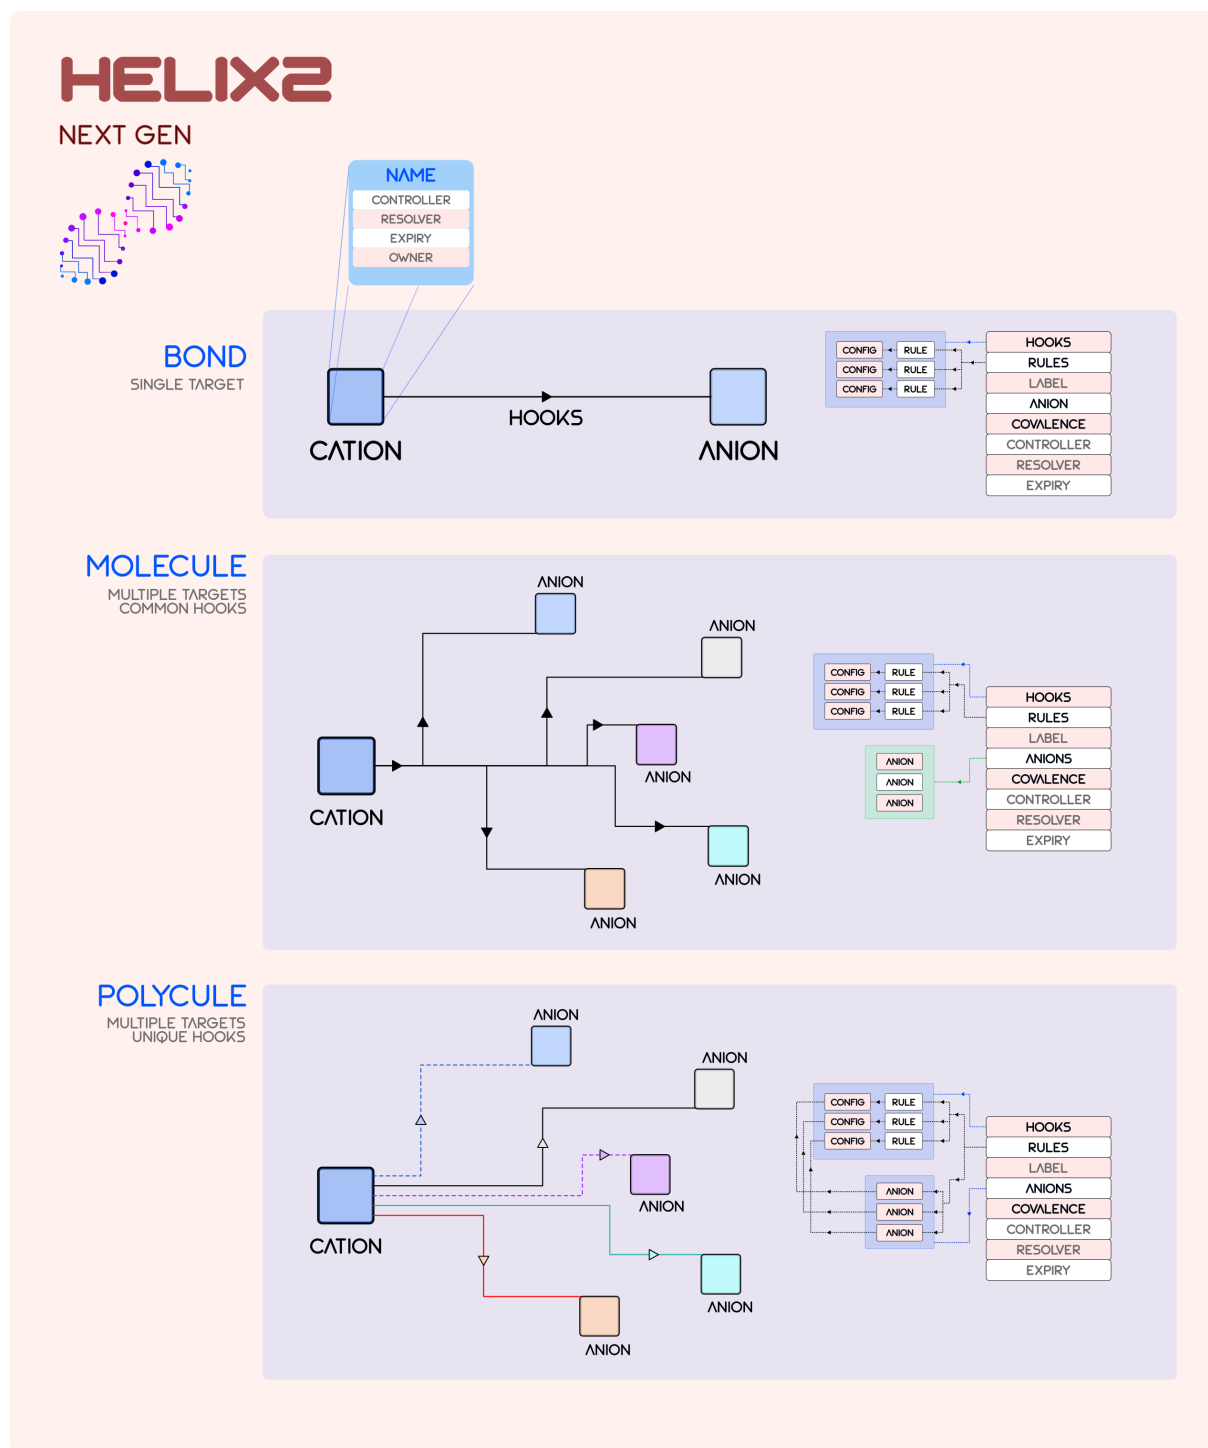 HELIX2
NEXT GEN
NAME
CONTROLLER
RESOLVER
EXPIRY
OWNER
BOND
SINGLE TARGET
CATION
HOOKS
ANION
CONFIG RULE
CONFIG RULE
CONFIG RULE
HOOKS
RULES
LABEL
ANION
COVALENCE
CONTROLLER
RESOLVER
EXPIRY
MOLECULE
MULTIPLE TARGETS
COMMON HOOKS
ANION
ANION
ANION
CATION
ANION
ANION
CONFIG RULE
CONFIG RULE
CONFIG RULE
ANION
ANION
ANION
HOOKS
RULES
LABEL
ANIONS
COVALENCE
CONTROLLER
RESOLVER
EXPIRY
POLYCULE
MULTIPLE TARGETS
UNIQUE HOOKS
ANION
ANION
ANION
CATION
ANION
ANION
CONFIG RULE
CONFIG RULE
CONFIG RULE
ANION
ANION
ANION
HOOKS
RULES
LABEL
ANIONS
COVALENCE
CONTROLLER
RESOLVER
EXPIRY